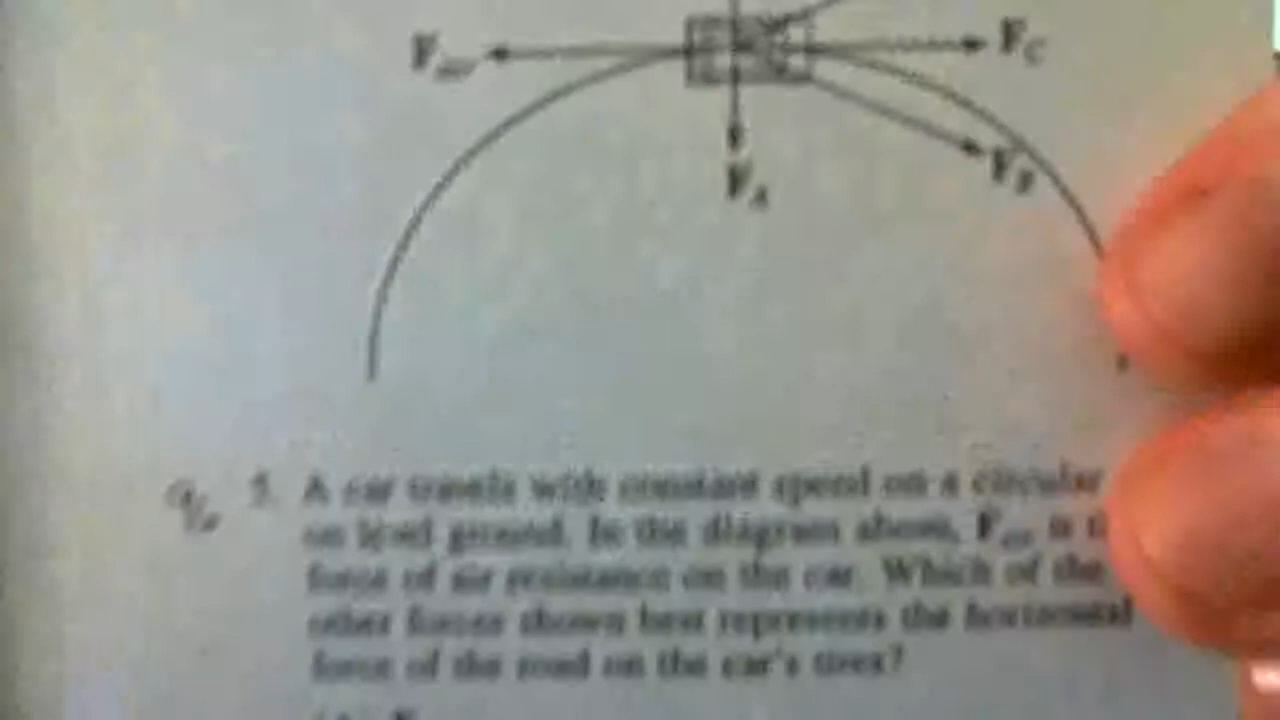 F_air
F_C
F_B
F_A
5. A car travels with constant speed on a circular
on level ground. In the diagram above, F_air is
force of air resistance on the car. Which of the
other forces shown best represents the horizontal
force of the road on the car's tires?